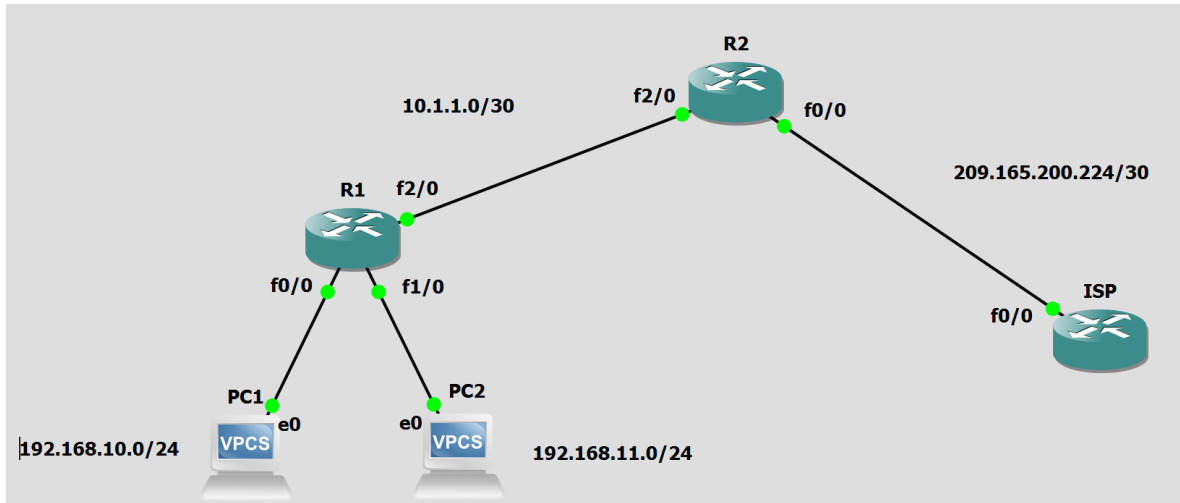 R2
f2/0
f0/0
10.1.1.0/30
209.165.200.224/30
R1
f2/0
f0/0
f1/0
ISP
f0/0
PC1
PC2
e0
e0
VPCS
VPCS
192.168.10.0/24
192.168.11.0/24